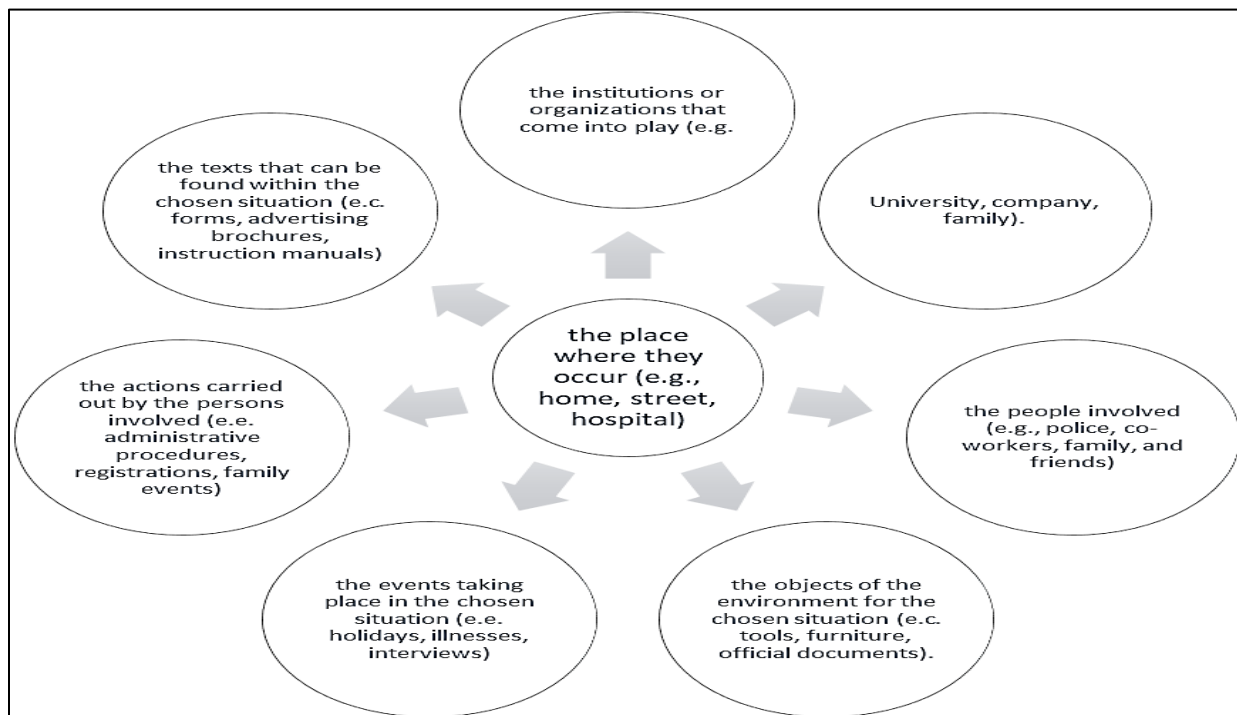 the institutions or
organizations that
come into play (e.g.
University, company,
family).
the people involved
(e.g., police, co-
workers, family, and
friends)
the objects of the
environment for the
chosen situation (e.c.
tools, furniture,
official documents).
the events taking
place in the chosen
situation (e.e.
holidays, illnesses,
interviews)
the actions carried
out by the persons
involved (e.e.
administrative
procedures,
registrations, family
events)
the texts that can be
found within the
chosen situation (e.c.
forms, advertising
brochures,
instruction manuals)
the place
where they
occur (e.g.,
home, street,
hospital)